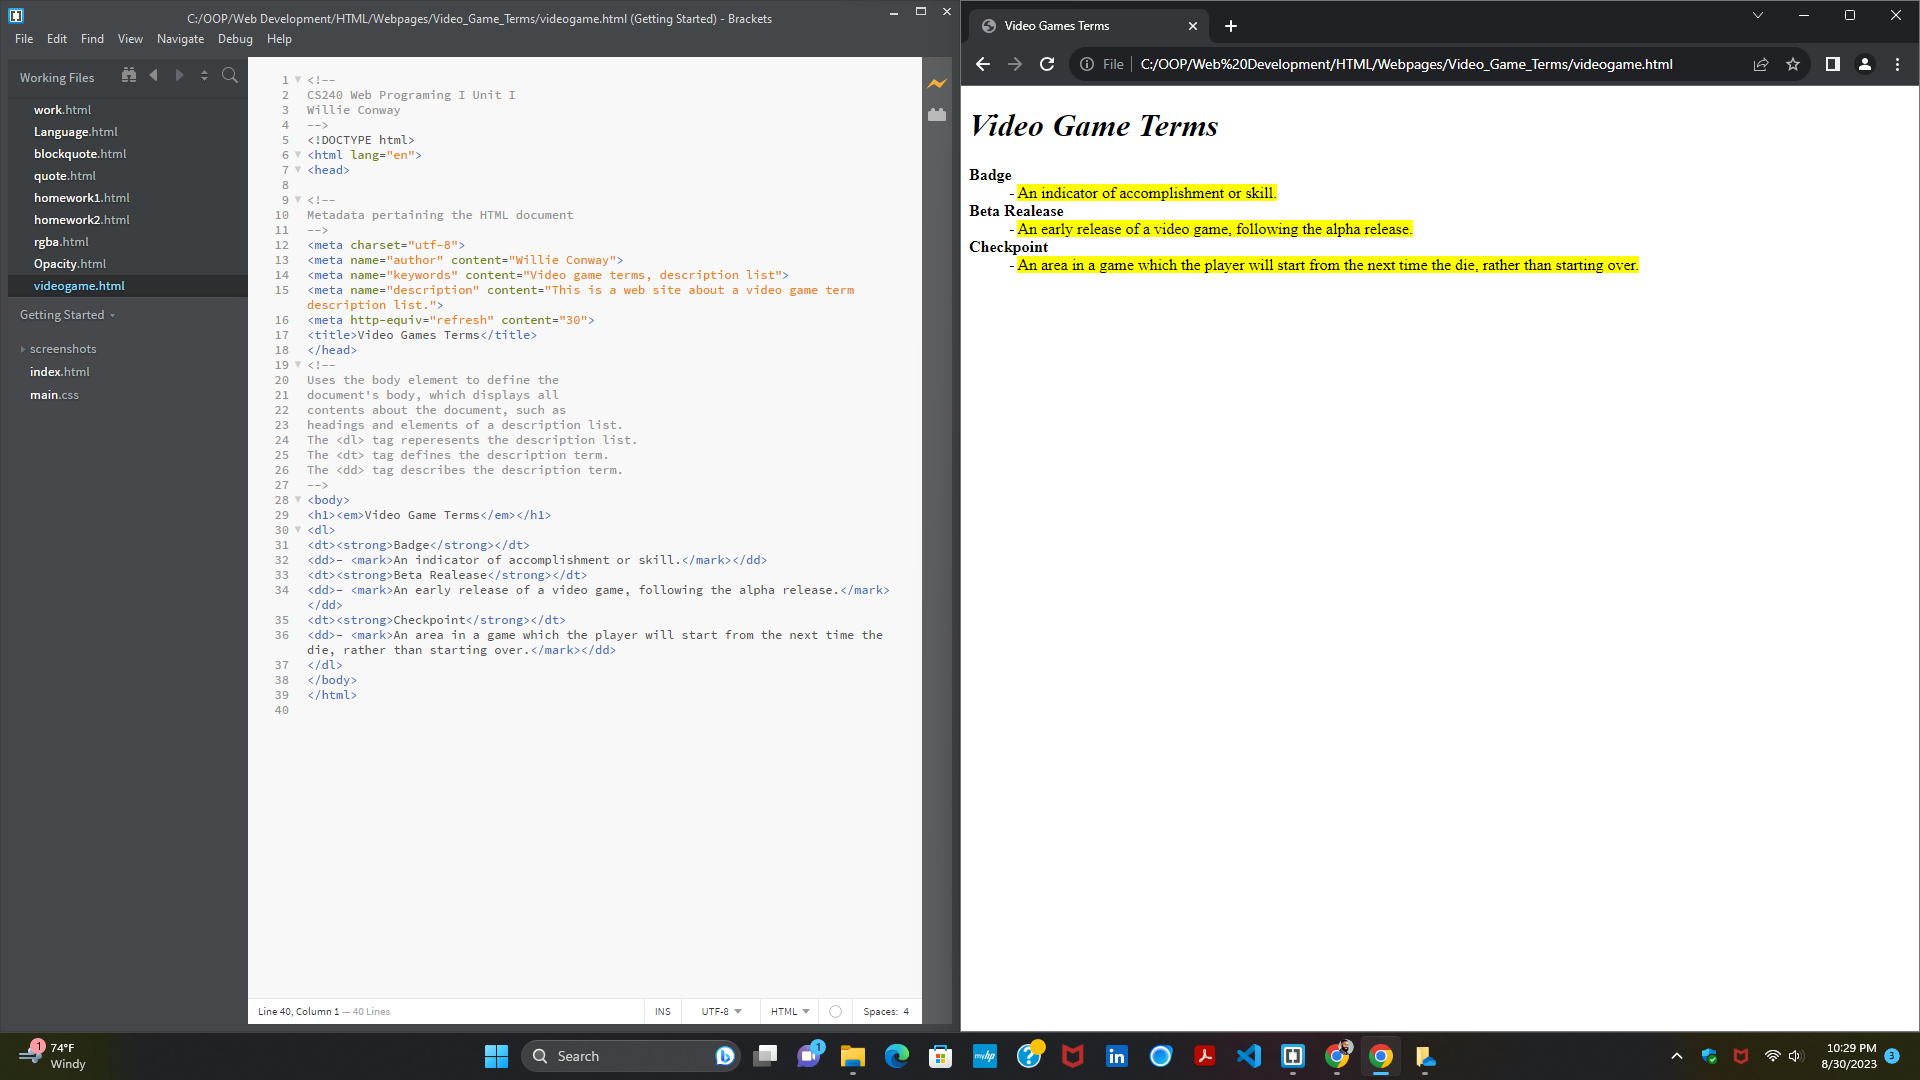 C:/OOP/Web Development/HTML/Webpages/Video_Game_Terms/videogame.html (Getting Started) - Brackets
File Edit Find View Navigate Debug Help
Working Files
work.html
Language.html
blockquote.html
quote.html
homework1.html
homework2.html
rgba.html
Opacity.html
videogame.html
Getting Started
screenshots
index.html
main.css
1 <!--
2 CS240 Web Programing I Unit I
3 Willie Conway
4 -->
5 <!DOCTYPE html>
6 <html lang="en">
7 <head>
8
9 <!--
10 Metadata pertaining the HTML document
11 -->
12 <meta charset="utf-8">
13 <meta name="author" content="Willie Conway">
14 <meta name="keywords" content="Video game terms, description list">
15 <meta name="description" content="This is a web site about a video game term
description list.">
16 <meta http-equiv="refresh" content="30">
17 <title>Video Games Terms</title>
18 </head>
19 <!--
20 Uses the body element to define the
21 document's body, which displays all
22 contents about the document, such as
23 headings and elements of a description list.
24 The <dl> tag reperesents the description list.
25 The <dt> tag defines the description term.
26 The <dd> tag describes the description term.
27 -->
28 <body>
29 <h1><em>Video Game Terms</em></h1>
30 <dl>
31 <dt><strong>Badge</strong></dt>
32 <dd>- <mark>An indicator of accomplishment or skill.</mark></dd>
33 <dt><strong>Beta Realease</strong></dt>
34 <dd>- <mark>An early release of a video game, following the alpha release.</mark>
</dd>
35 <dt><strong>Checkpoint</strong></dt>
36 <dd>- <mark>An area in a game which the player will start from the next time the
die, rather than starting over.</mark></dd>
37 </dl>
38 </body>
39 </html>
40
Line 40, Column 1 — 40 Lines
INS UTF-8 HTML Spaces: 4
Video Games Terms
File C:/OOP/Web%20Development/HTML/Webpages/Video_Game_Terms/videogame.html
Video Game Terms
Badge
- An indicator of accomplishment or skill.
Beta Realease
- An early release of a video game, following the alpha release.
Checkpoint
- An area in a game which the player will start from the next time the die, rather than starting over.
1
74°F
Windy
Search
1
myhp
in
10:29 PM
8/30/2023
3